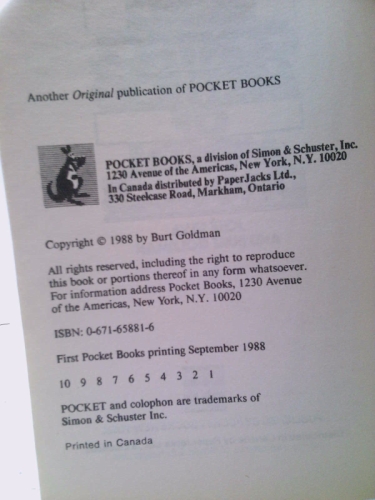 Another Original publication of POCKET BOOKS
POCKET BOOKS, a division of Simon & Schuster, Inc.
1230 Avenue of the Americas, New York, N.Y. 10020
In Canada distributed by PaperJacks Ltd.,
330 Steelcase Road, Markham, Ontario
Copyright © 1988 by Burt Goldman
All rights reserved, including the right to reproduce
this book or portions thereof in any form whatsoever.
For information address Pocket Books, 1230 Avenue
of the Americas, New York, N.Y. 10020
ISBN: 0-671-65881-6
First Pocket Books printing September 1988
10 9 8 7 6 5 4 3 2 1
POCKET and colophon are trademarks of
Simon & Schuster Inc.
Printed in Canada